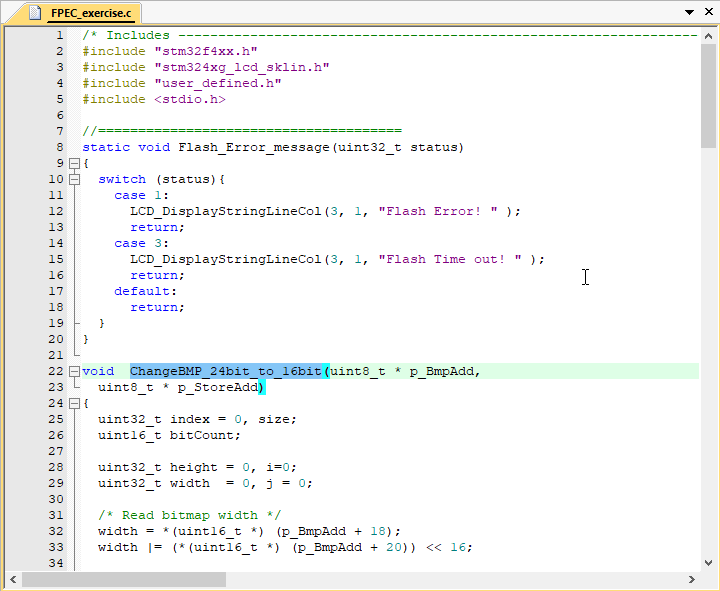 FPEC_exercise.c
1 /* Includes ------------------------------------------------------------------
2 #include "stm32f4xx.h"
3 #include "stm324xg_lcd_sklin.h"
4 #include "user_defined.h"
5 #include <stdio.h>
6
7 //======================================
8 static void Flash_Error_message(uint32_t status)
9 {
10 switch (status){
11 case 1:
12 LCD_DisplayStringLineCol(3, 1, "Flash Error! " );
13 return;
14 case 3:
15 LCD_DisplayStringLineCol(3, 1, "Flash Time out! " );
16 return;
17 default:
18 return;
19 }
20 }
21
22 void  ChangeBMP_24bit_to_16bit(uint8_t * p_BmpAdd,
23 uint8_t * p_StoreAdd)
24 {
25 uint32_t index = 0, size;
26 uint16_t bitCount;
27
28 uint32_t height = 0, i=0;
29 uint32_t width  = 0, j = 0;
30
31 /* Read bitmap width */
32 width = *(uint16_t *) (p_BmpAdd + 18);
33 width |= (*(uint16_t *) (p_BmpAdd + 20)) << 16;
34